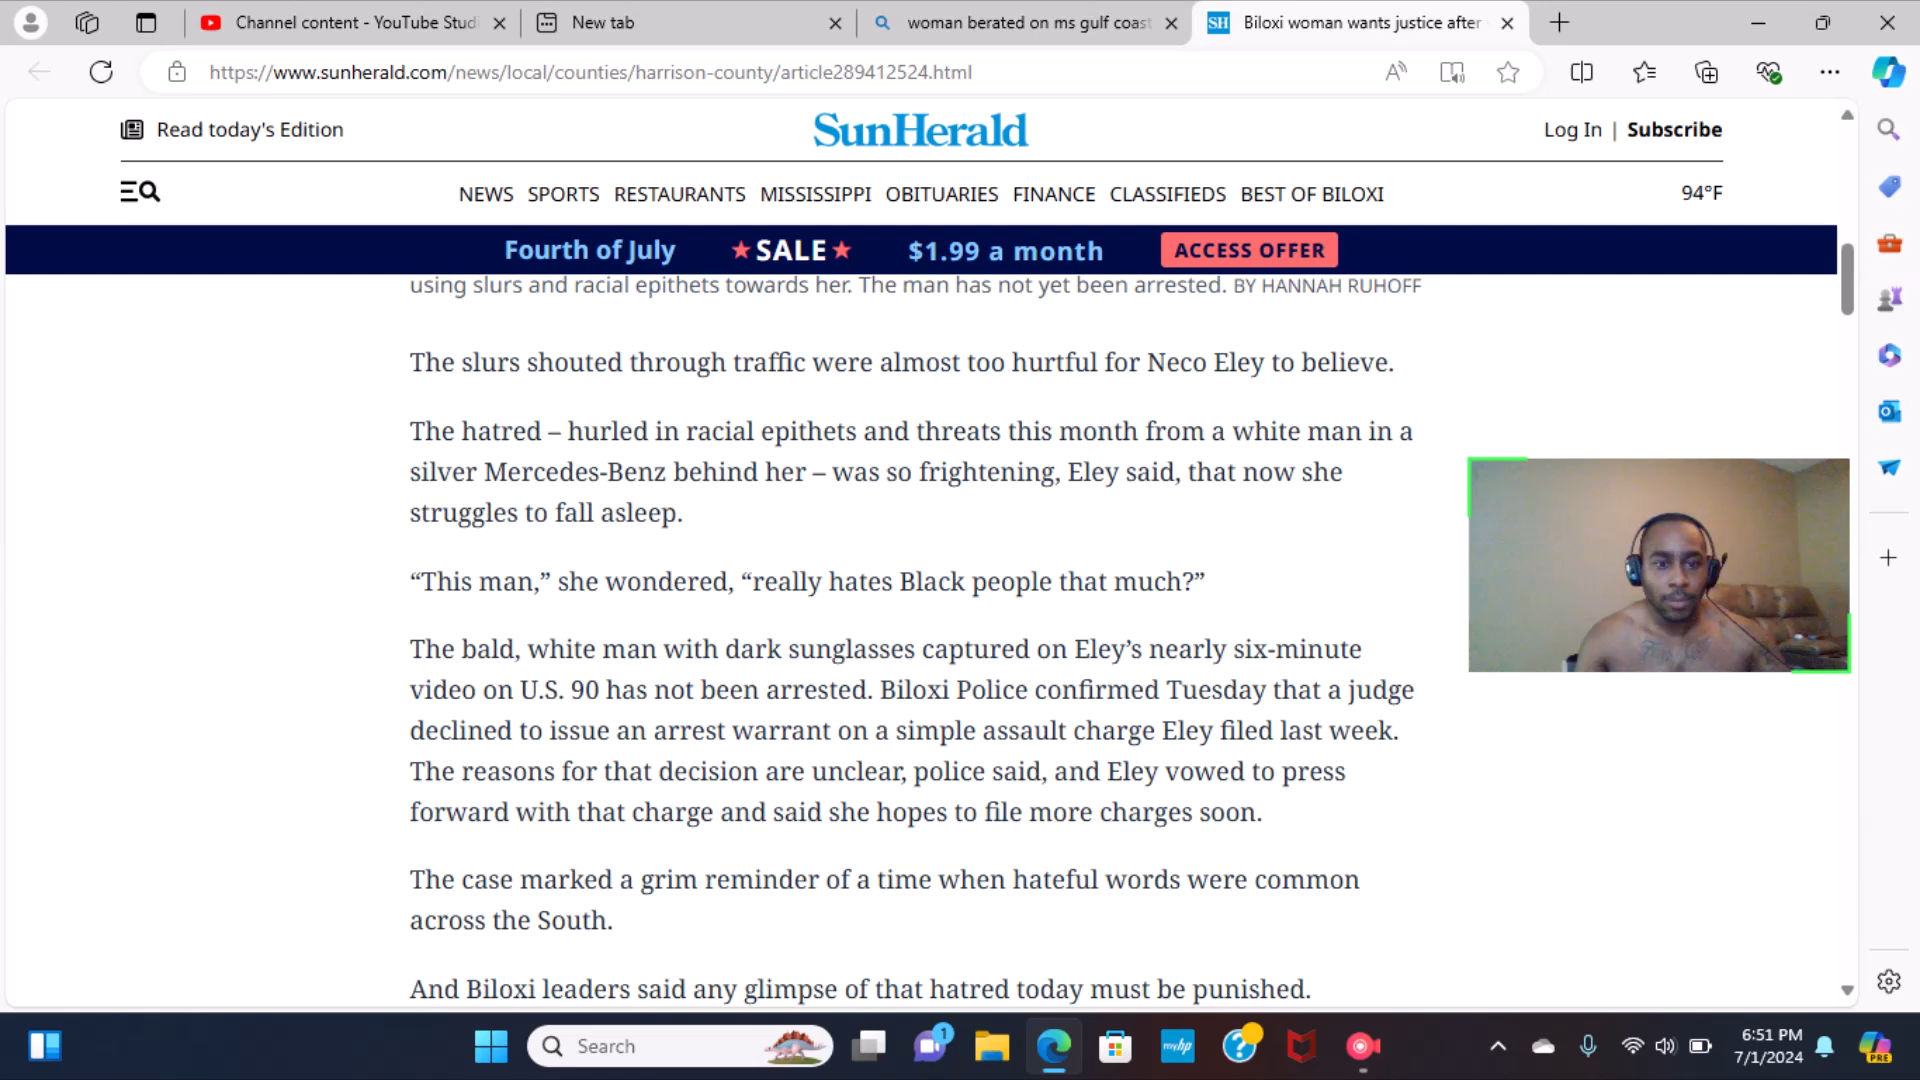 Channel content - YouTube Studi
New tab
woman berated on ms gulf coast
SH
Biloxi woman wants justice after
https://www.sunherald.com/news/local/counties/harrison-county/article289412524.html
Read today's Edition
SunHerald
Log In | Subscribe
NEWS SPORTS RESTAURANTS MISSISSIPPI OBITUARIES FINANCE CLASSIFIEDS BEST OF BILOXI
94°F
Fourth of July ★ SALE ★ $1.99 a month ACCESS OFFER
using slurs and racial epithets towards her. The man has not yet been arrested. BY HANNAH RUHOFF
The slurs shouted through traffic were almost too hurtful for Neco Eley to believe.
The hatred – hurled in racial epithets and threats this month from a white man in a
silver Mercedes-Benz behind her – was so frightening, Eley said, that now she
struggles to fall asleep.
“This man,” she wondered, “really hates Black people that much?”
The bald, white man with dark sunglasses captured on Eley’s nearly six-minute
video on U.S. 90 has not been arrested. Biloxi Police confirmed Tuesday that a judge
declined to issue an arrest warrant on a simple assault charge Eley filed last week.
The reasons for that decision are unclear, police said, and Eley vowed to press
forward with that charge and said she hopes to file more charges soon.
The case marked a grim reminder of a time when hateful words were common
across the South.
And Biloxi leaders said any glimpse of that hatred today must be punished.
Search
1
myhp
6:51 PM
7/1/2024
PRE